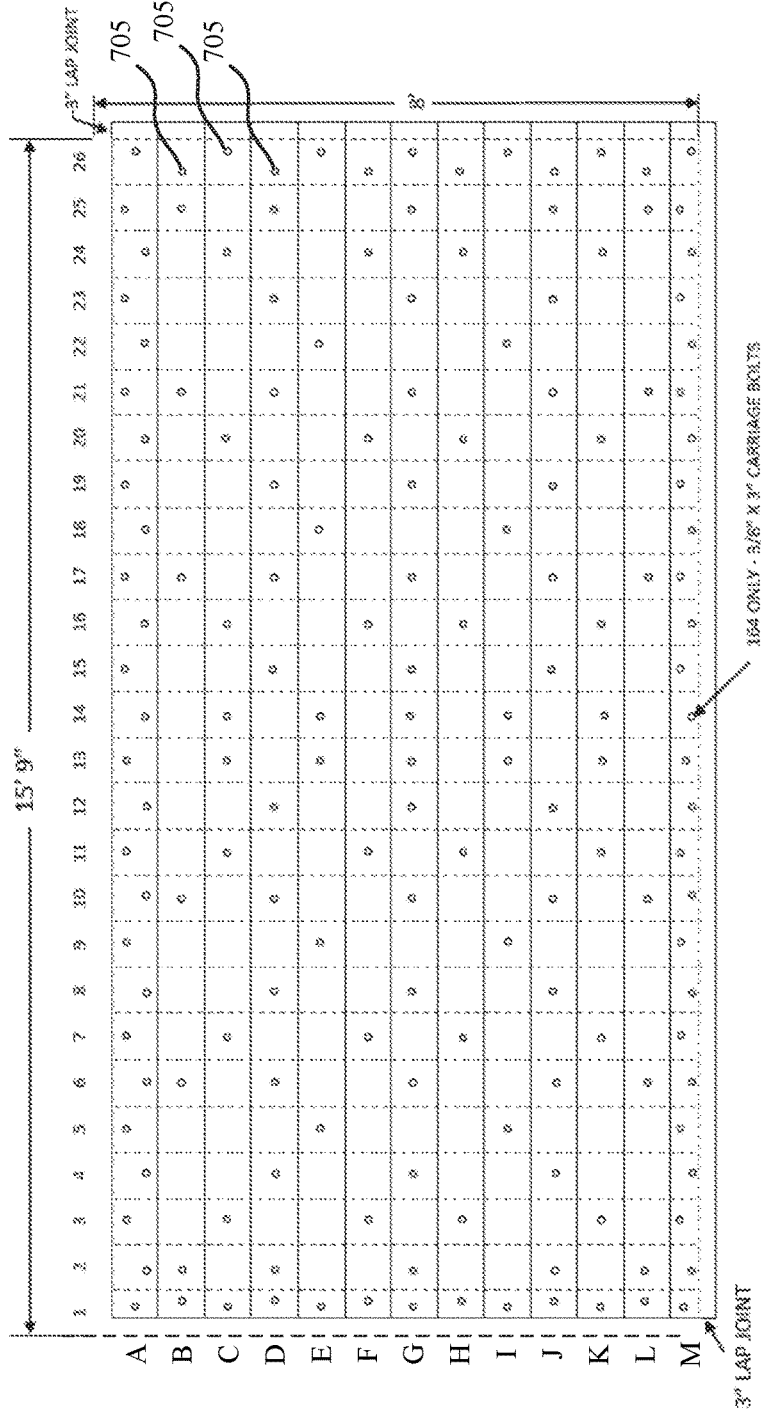 15' 9"
1 2 3 4 5 6 7 8 9 10 11 12 13 14 15 16 17 18 19 20 21 22 23 24 25 26
3" LAP JOINT
705
705
705
8'
A
B
C
D
E
F
G
H
I
J
K
L
M
3" LAP JOINT
164 ONLY - 3/8" X 3" CARRIAGE BOLTS